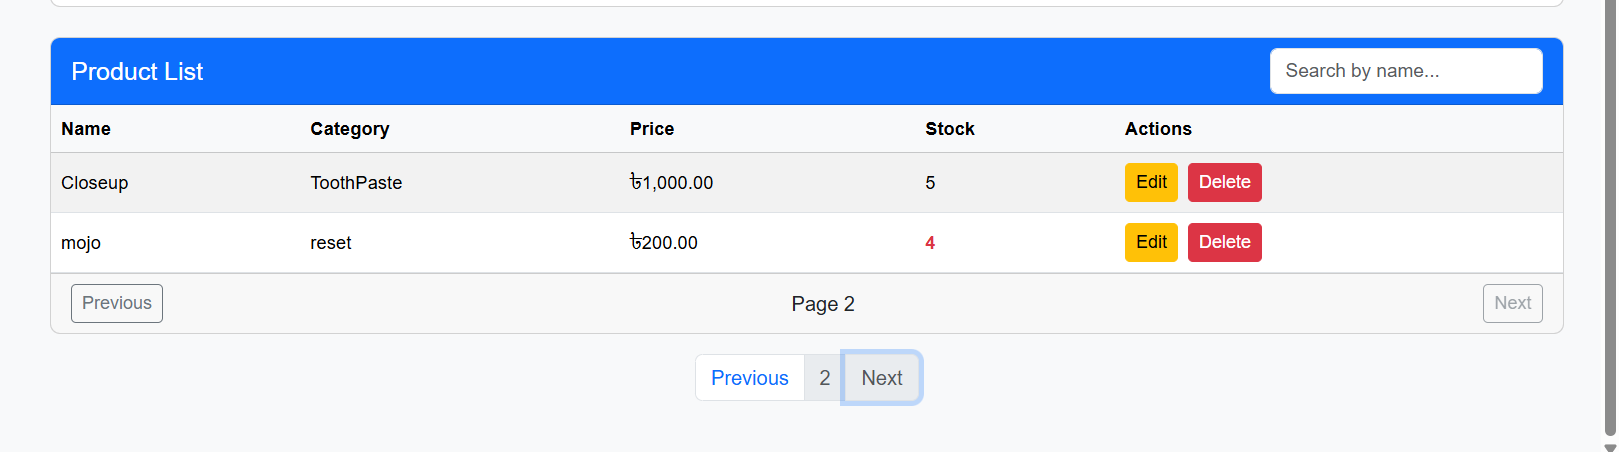 Product List Search by name...
Name Category Price Stock Actions
Closeup ToothPaste ৳1,000.00 5 Edit Delete
mojo reset ৳200.00 4 Edit Delete
Previous Page 2 Next
Previous 2 Next